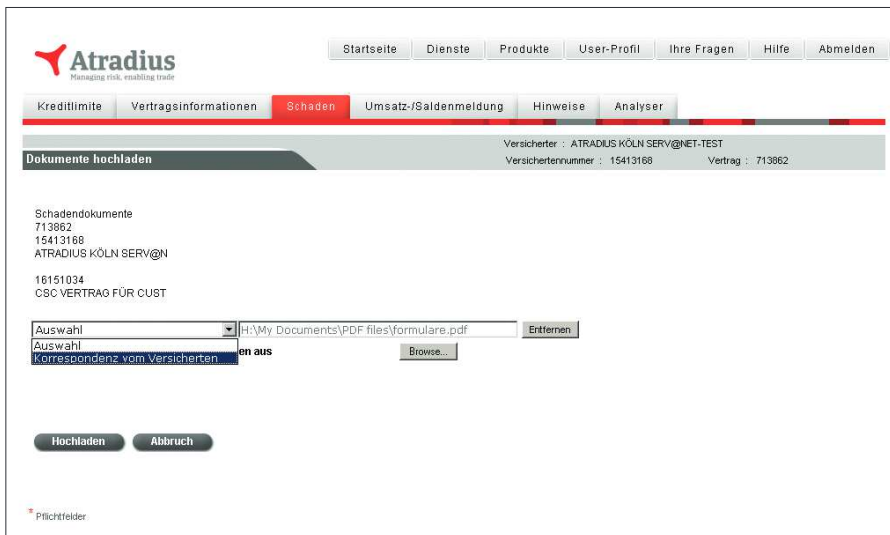 Atradius
Managing risk, enabling trade
Startseite Dienste Produkte User-Profil Ihre Fragen Hilfe Abmelden
Kreditlimite Vertragsinformationen Schaden Umsatz-/Saldenmeldung Hinweise Analyser
Versicherter : ATRADIUS KÖLN SERV@NET-TEST
Dokumente hochladen
Versichertennummer : 15413168 Vertrag : 713862
Schadendokumente
713862
15413168
ATRADIUS KÖLN SERV@N
16151034
CSC VERTRAG FÜR CUST
Auswahl H:\My Documents\PDF files\formulare.pdf Entfernen
Auswahl
Korrespondenz vom Versicherten en aus Browse...
Hochladen Abbruch
* Pflichtfelder